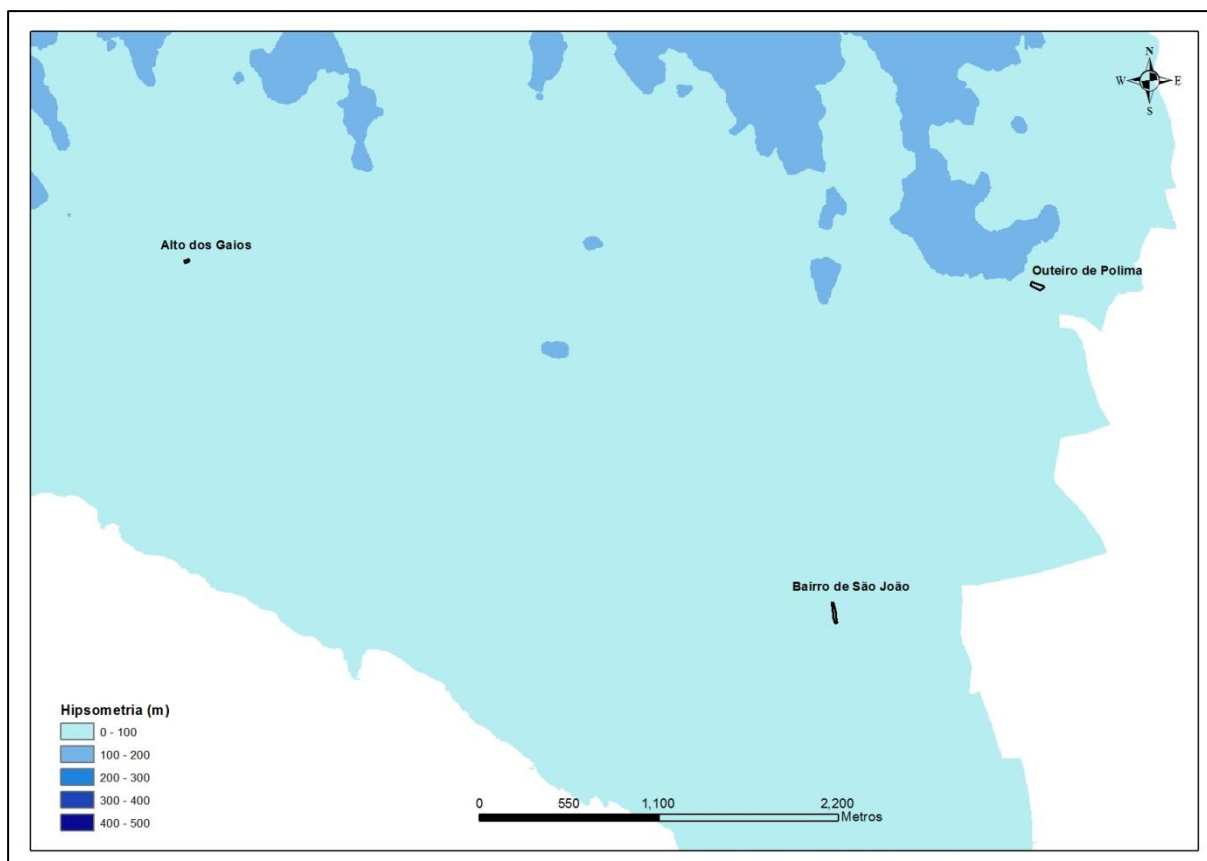 N
W E
S
Alto dos Gaios
Outeiro de Polima
Bairro de São João
Hipsometria (m)
0 - 100
100 - 200
200 - 300
300 - 400
400 - 500
0 550 1,100 2,200
Metros